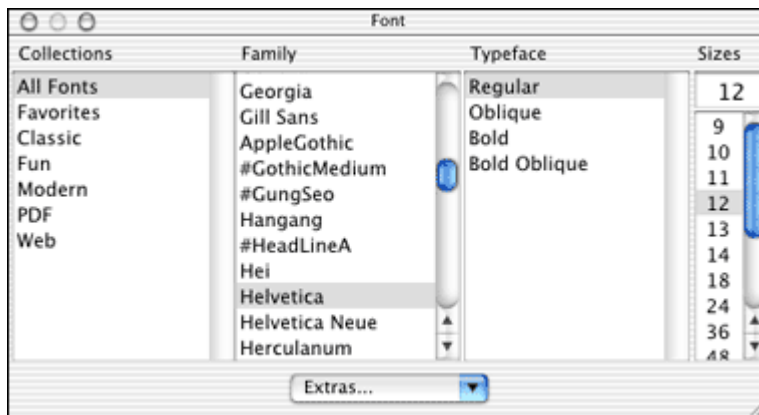 Font
Collections
Family
Typeface
Sizes
All Fonts
Favorites
Classic
Fun
Modern
PDF
Web
Georgia
Gill Sans
AppleGothic
#GothicMedium
#GungSeo
Hangang
#HeadLineA
Hei
Helvetica
Helvetica Neue
Herculanum
Regular
Oblique
Bold
Bold Oblique
12
9
10
11
12
13
14
18
24
36
48
Extras...